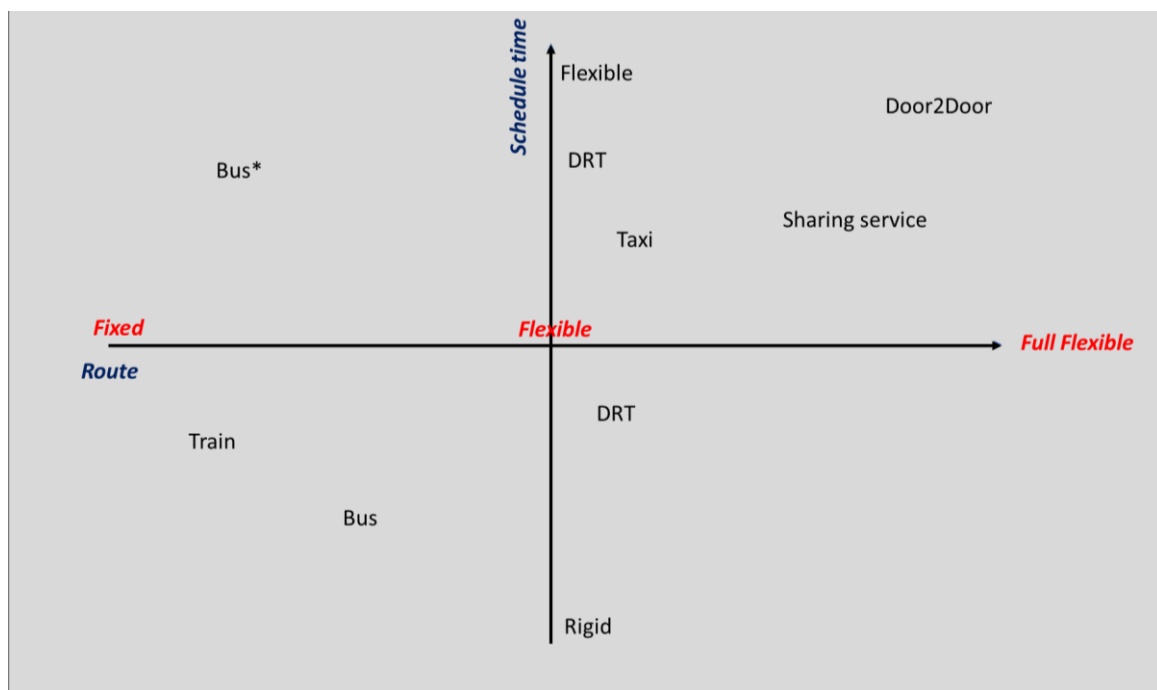 Schedule time
Flexible
Door2Door
DRT
Bus*
Sharing service
Taxi
Fixed
Flexible
Full Flexible
Route
DRT
Train
Bus
Rigid